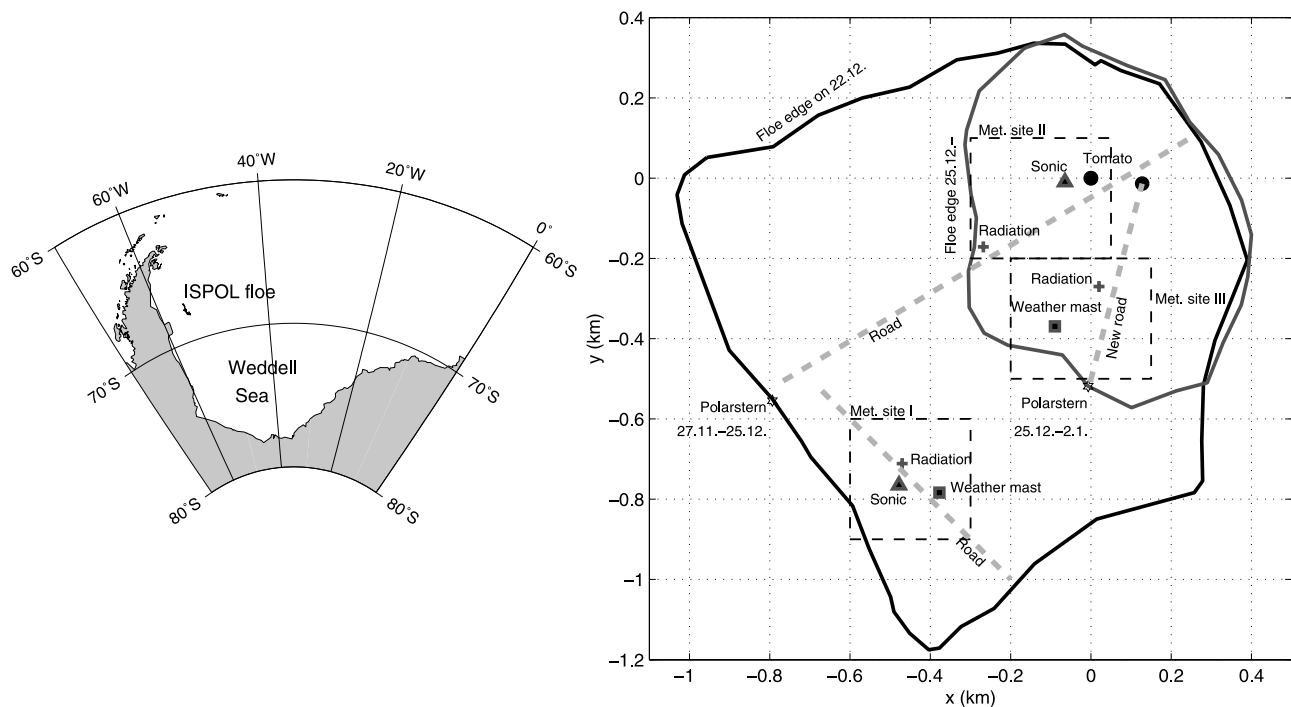 60˚W
40˚W
20˚W
0˚
60˚S
60˚S
ISPOL floe
70˚S
70˚S
Weddell
Sea
80˚S
80˚S
0.4
0.2
0
−0.2
−0.4
−0.6
−0.8
−1
−1.2
y (km)
−1
−0.8
−0.6
−0.4
−0.2
0
0.2
0.4
x (km)
Floe edge on 22.12.
Met. site II
Floe edge 25.12.−
Sonic
Tomato
Radiation
Radiation
Weather mast
Met. site III
Road
New road
Polarstern
27.11.−25.12.
Polarstern
25.12.−2.1.
Met. site I
Radiation
Sonic
Weather mast
Road